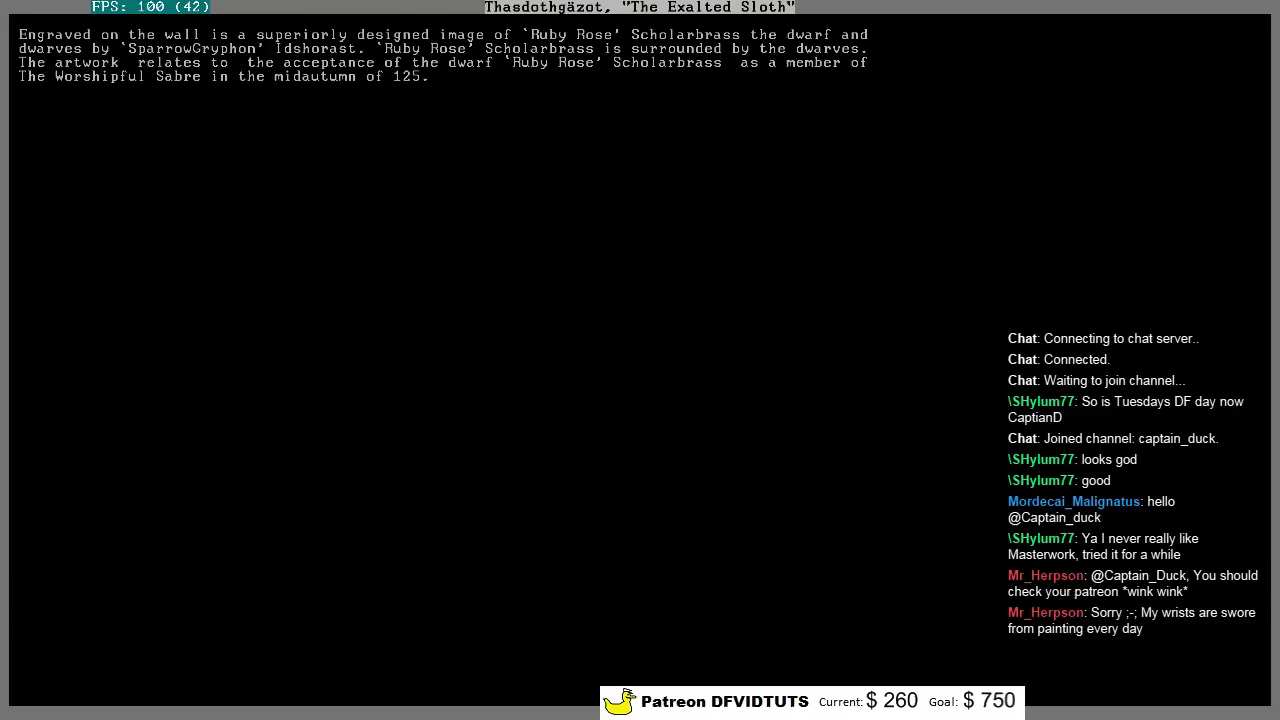 FPS: 100 (42)
Thasdothgäzot, "The Exalted Sloth"
Engraved on the wall is a superiorly designed image of `Ruby Rose' Scholarbrass the dwarf and
dwarves by `SparrowGryphon' Idshorast. `Ruby Rose' Scholarbrass is surrounded by the dwarves.
The artwork relates to the acceptance of the dwarf `Ruby Rose' Scholarbrass as a member of
The Worshipful Sabre in the midautumn of 125.
Chat: Connecting to chat server..
Chat: Connected.
Chat: Waiting to join channel...
\SHylum77: So is Tuesdays DF day now
CaptianD
Chat: Joined channel: captain_duck.
\SHylum77: looks god
\SHylum77: good
Mordecai_Malignatus: hello
@Captain_duck
\SHylum77: Ya I never really like
Masterwork, tried it for a while
Mr_Herpson: @Captain_Duck, You should
check your patreon *wink wink*
Mr_Herpson: Sorry ;-; My wrists are swore
from painting every day
Patreon DFVIDTUTS Current: $ 260 Goal: $ 750